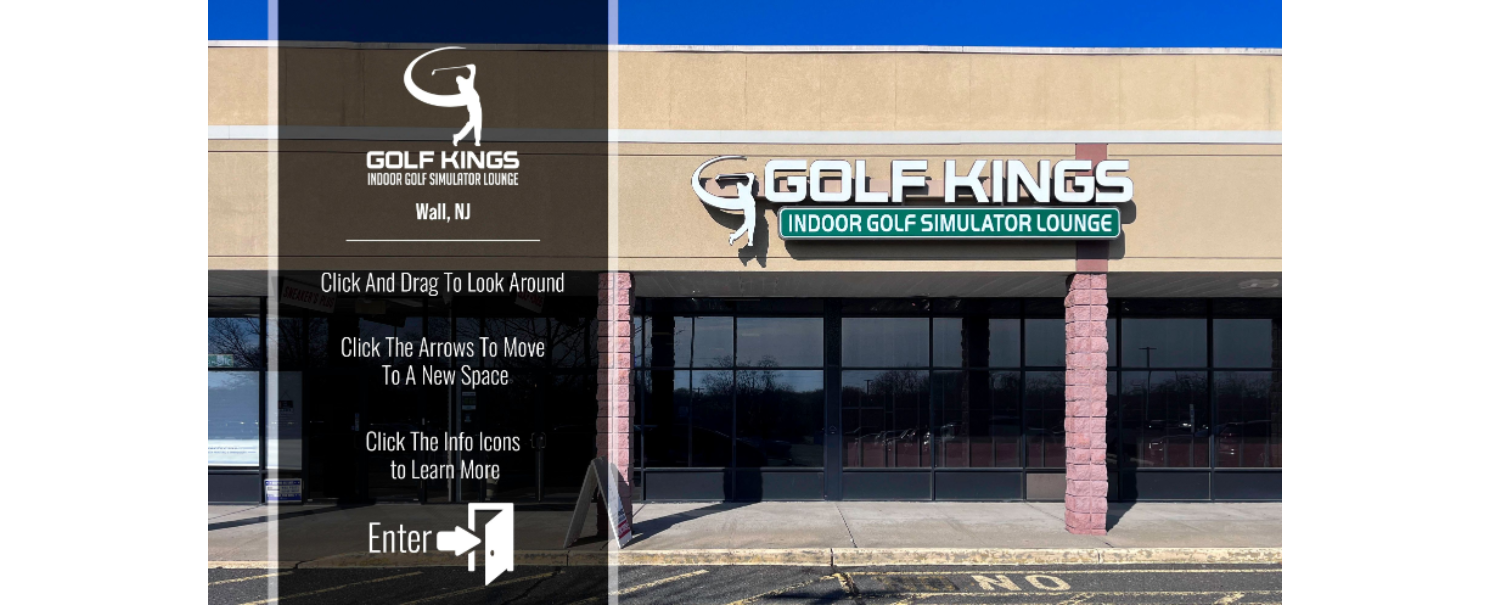 GOLF KINGS
INDOOR GOLF SIMULATOR LOUNGE
Wall, NJ
Click And Drag To Look Around
Click The Arrows To Move
To A New Space
Click The Info Icons
to Learn More
Enter
GOLF KINGS
INDOOR GOLF SIMULATOR LOUNGE
NO